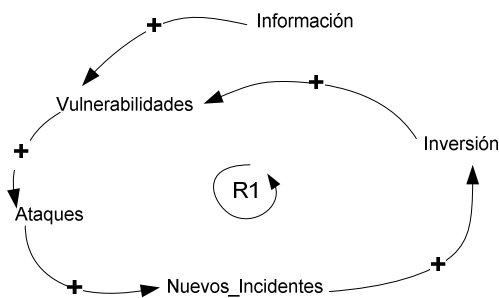 Información
+
+
Vulnerabilidades
Inversión
+
R1
Ataques
+
+
Nuevos_Incidentes